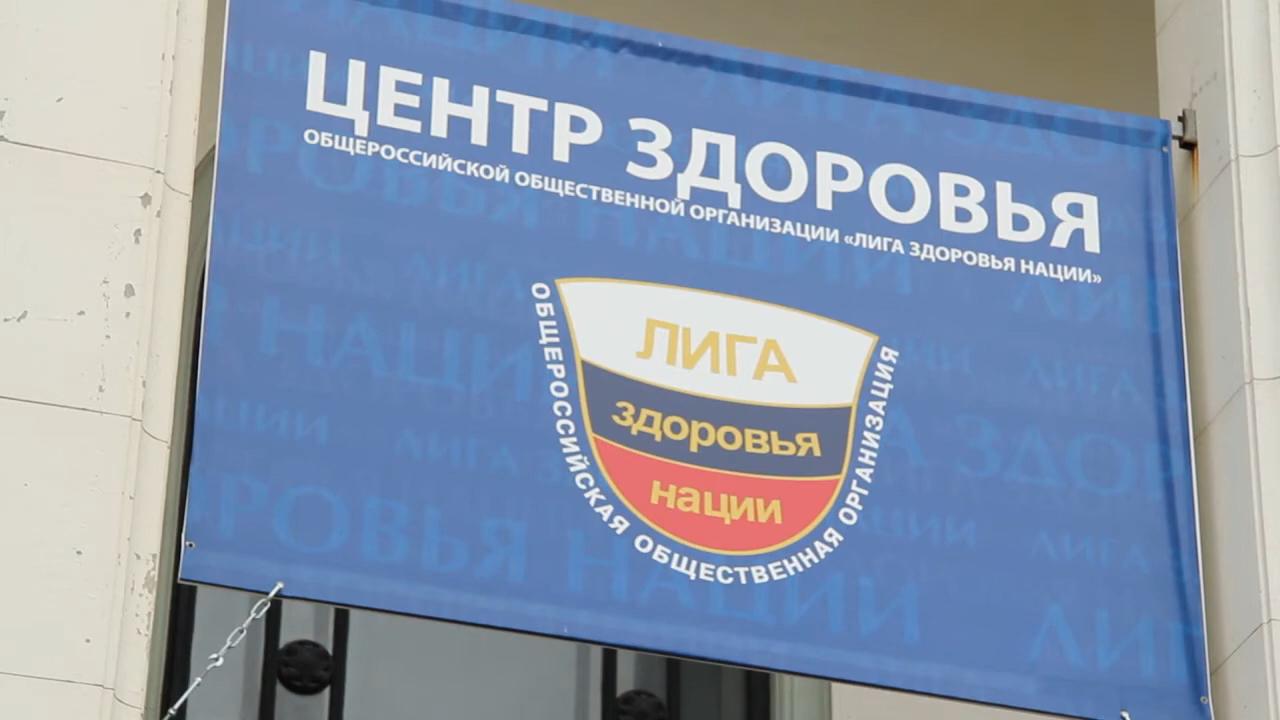 ЦЕНТР ЗДОРОВЬЯ
ОБЩЕРОССИЙСКОЙ ОБЩЕСТВЕННОЙ ОРГАНИЗАЦИИ «ЛИГА ЗДОРОВЬЯ НАЦИИ»
ЛИГА
здоровья
нации
ОБЩЕРОССИЙСКАЯ ОБЩЕСТВЕННАЯ ОРГАНИЗАЦИЯ